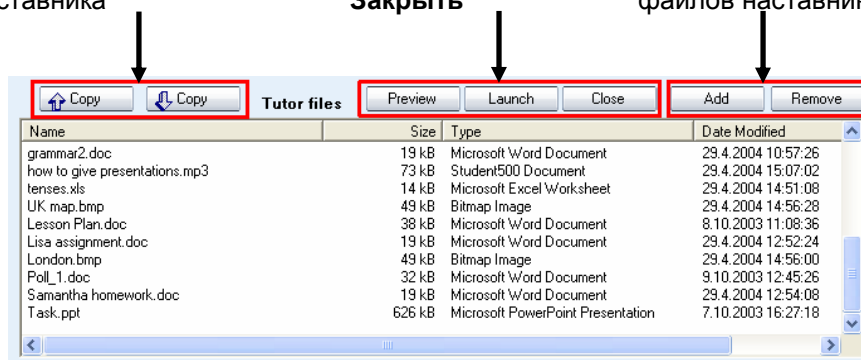 Закрыть
Copy Copy Tutor files Preview Launch Close Add Remove
Name Size Type Date Modified
grammar2.doc 19 kB Microsoft Word Document 29.4.2004 10:57:26
how to give presentations.mp3 73 kB Student500 Document 29.4.2004 15:07:02
tenses.xls 14 kB Microsoft Excel Worksheet 29.4.2004 14:51:08
UK map.bmp 49 kB Bitmap Image 29.4.2004 14:56:28
Lesson Plan.doc 38 kB Microsoft Word Document 8.10.2003 11:08:36
Lisa assignment.doc 19 kB Microsoft Word Document 29.4.2004 12:52:24
London.bmp 49 kB Bitmap Image 29.4.2004 14:56:00
Poll_1.doc 32 kB Microsoft Word Document 9.10.2003 12:45:26
Samantha homework.doc 19 kB Microsoft Word Document 29.4.2004 12:54:08
Task.ppt 626 kB Microsoft PowerPoint Presentation 7.10.2003 16:27:18